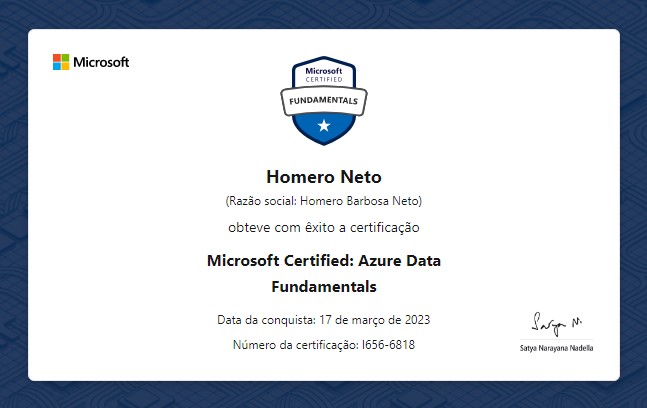 Microsoft
Microsoft
CERTIFIED
FUNDAMENTALS
Homero Neto
(Razão social: Homero Barbosa Neto)
obteve com êxito a certificação
Microsoft Certified: Azure Data
Fundamentals
Data da conquista: 17 de março de 2023
Número da certificação: I656-6818
Satya N.
Satya Narayana Nadella